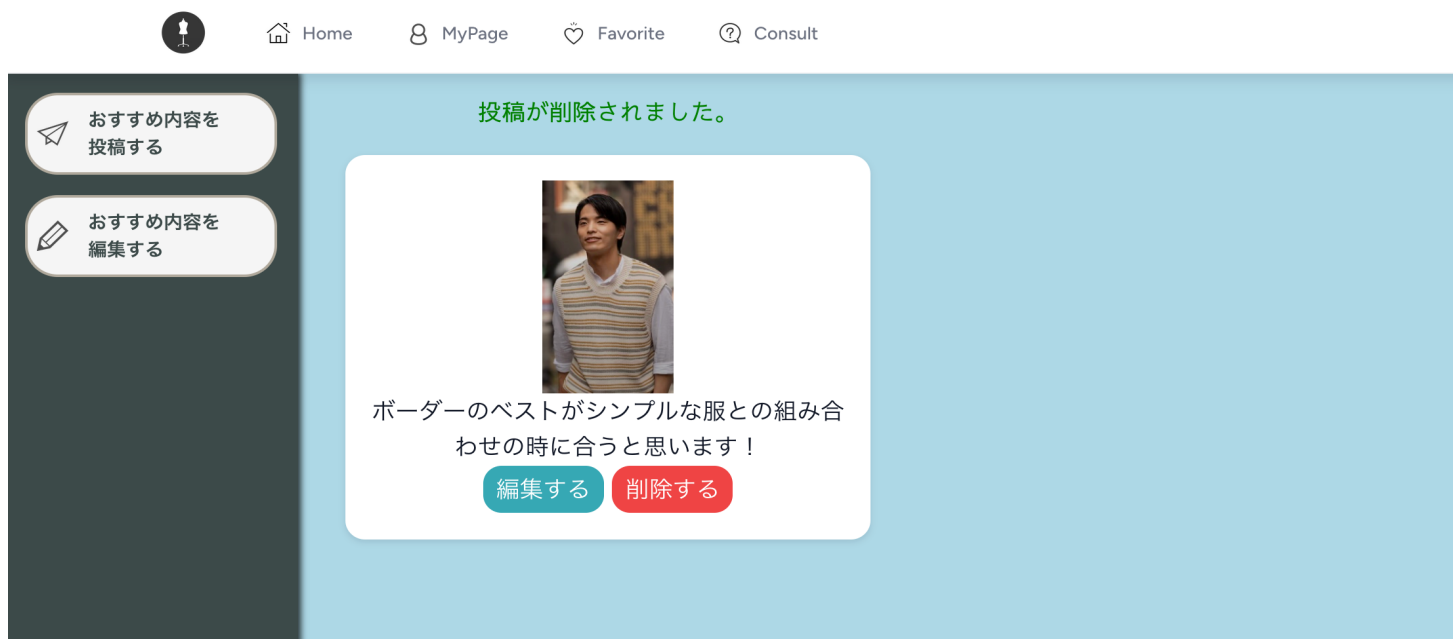 Home
MyPage
Favorite
Consult
おすすめ内容を
投稿する
おすすめ内容を
編集する
投稿が削除されました。
ボーダーのベストがシンプルな服との組み合
わせの時に合うと思います！
編集する
削除する